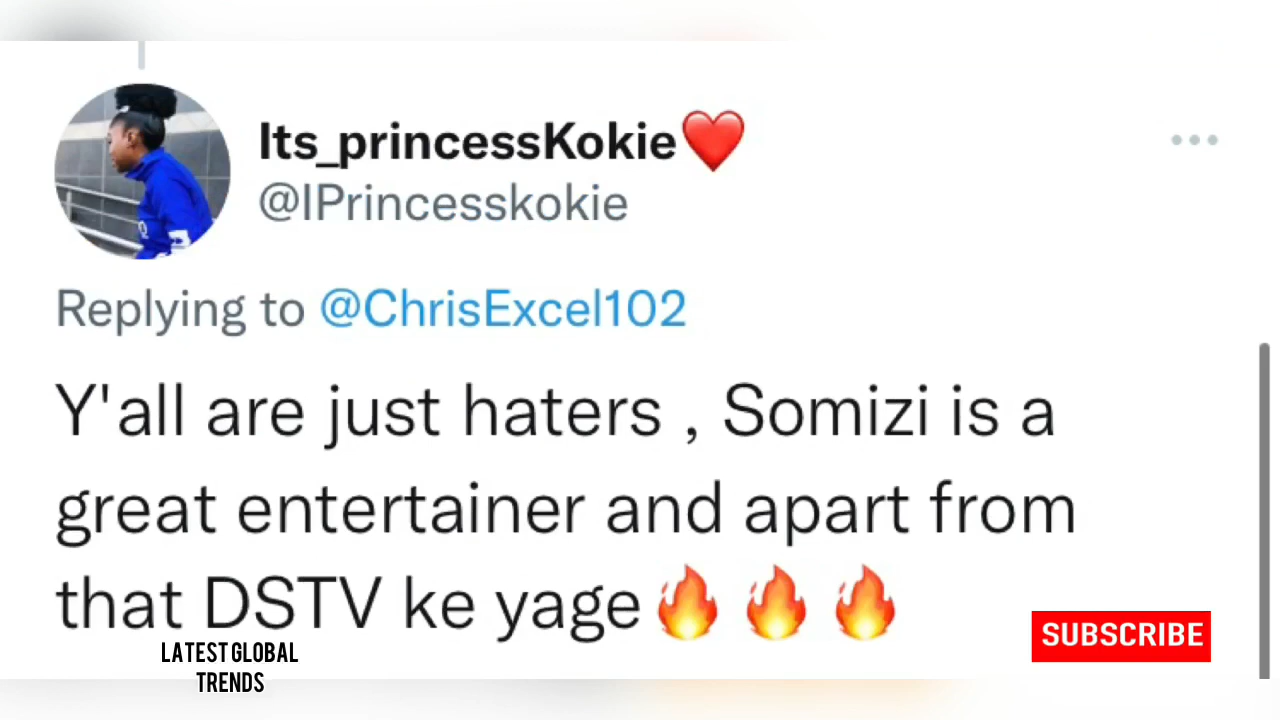 Its_princessKokie❤️
@IPrincesskokie
Replying to @ChrisExcel102
Y'all are just haters , Somizi is a
great entertainer and apart from
that DSTV ke yage🔥🔥🔥
LATEST GLOBAL
TRENDS
SUBSCRIBE